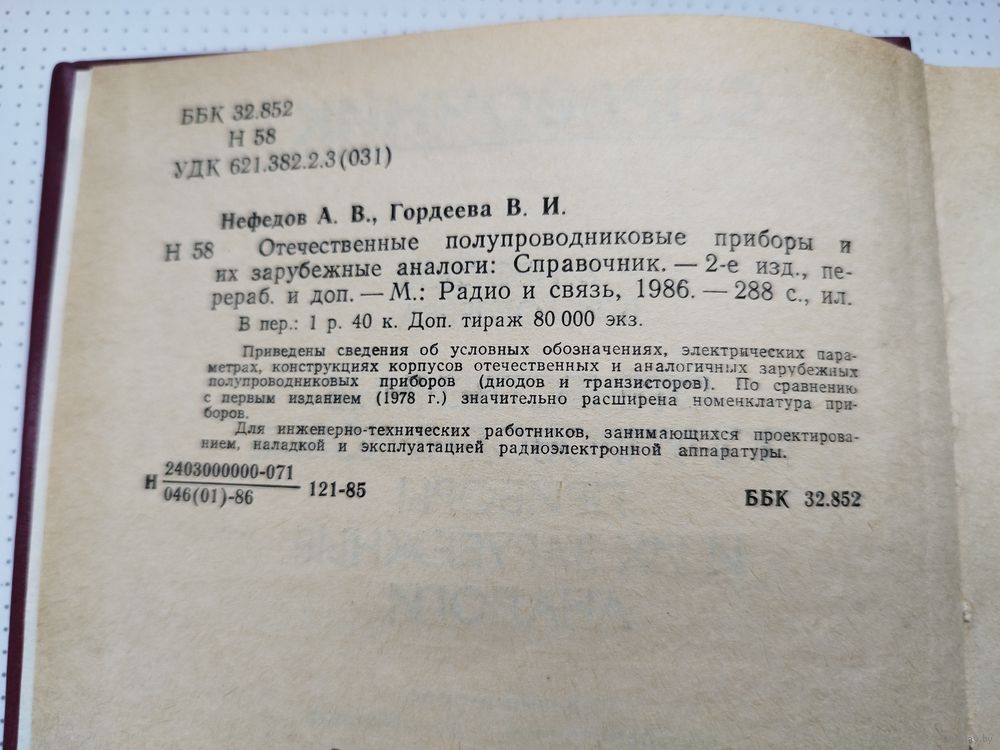 ББК 32.852
Н 58
УДК 621.382.2.3(031)
Нефедов А. В., Гордеева В. И.
Н 58 Отечественные полупроводниковые приборы и
их зарубежные аналоги: Справочник. — 2-е изд., пе-
рераб. и доп. — М.: Радио и связь, 1986. — 288 с., ил.
В пер.: 1 р. 40 к. Доп. тираж 80 000 экз.
Приведены сведения об условных обозначениях, электрических пара-
метрах, конструкциях корпусов отечественных и аналогичных зарубежных
полупроводниковых приборов (диодов и транзисторов). По сравнению
с первым изданием (1978 г.) значительно расширена номенклатура при-
боров.
Для инженерно-технических работников, занимающихся проектирова-
нием, наладкой и эксплуатацией радиоэлектронной аппаратуры.
2403000000-071
Н 121-85 ББК 32.852
046(01)-86